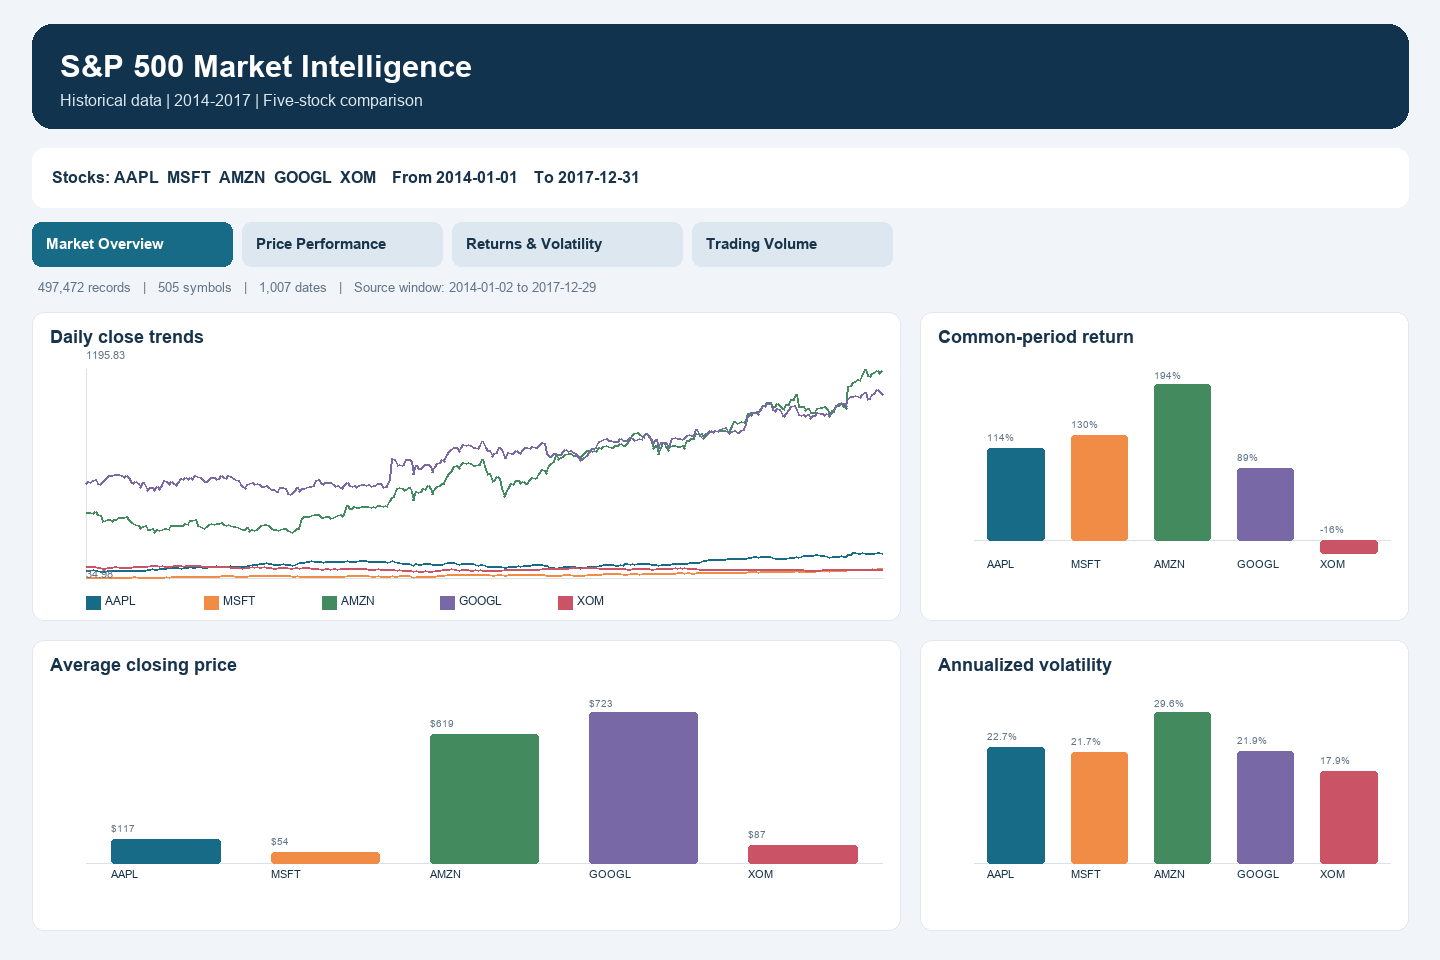 S&P 500 Market Intelligence
Historical data | 2014-2017 | Five-stock comparison
Stocks: AAPL MSFT AMZN GOOGL XOM From 2014-01-01 To 2017-12-31
Market Overview Price Performance Returns & Volatility Trading Volume
497,472 records | 505 symbols | 1,007 dates | Source window: 2014-01-02 to 2017-12-29
Daily close trends
1195.83
34.98
AAPL MSFT AMZN GOOGL XOM
Common-period return
194%
130%
114%
89%
-16%
AAPL MSFT AMZN GOOGL XOM
Average closing price
$723
$619
$117
$87
$54
AAPL MSFT AMZN GOOGL XOM
Annualized volatility
29.6%
22.7%
21.7%
21.9%
17.9%
AAPL MSFT AMZN GOOGL XOM